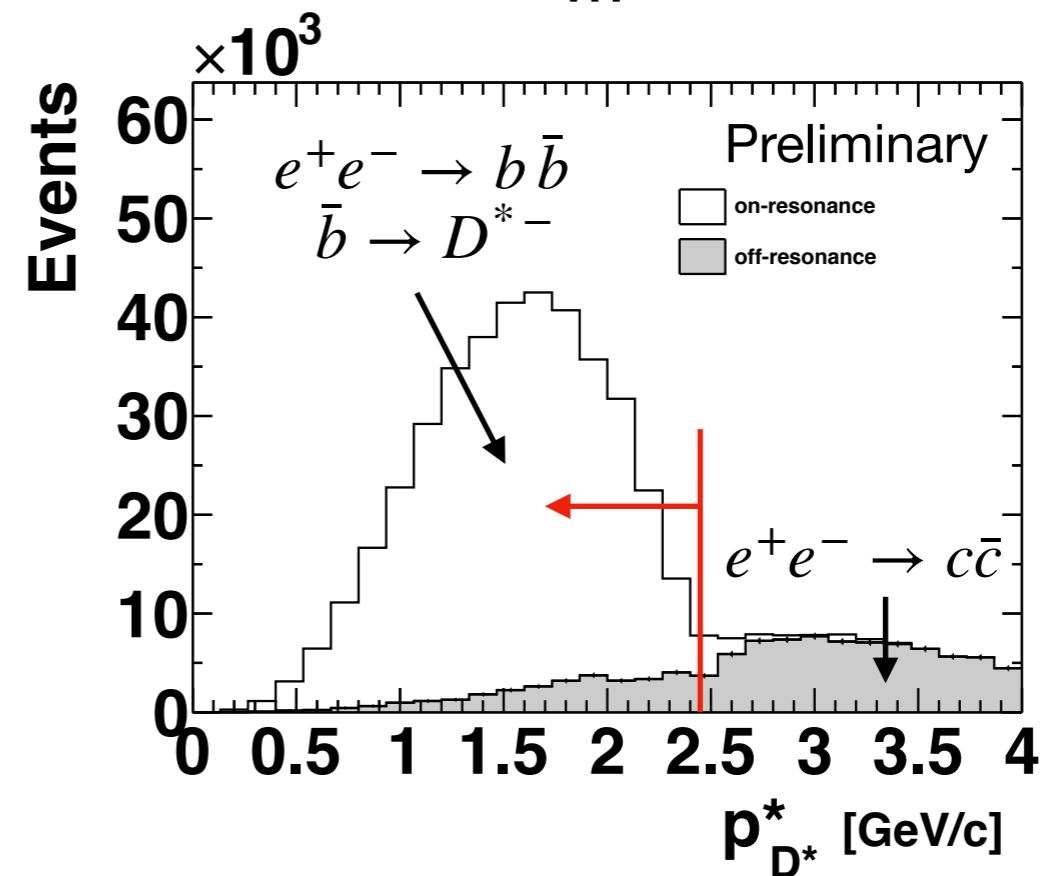 ×10³
Events
60
50
40
30
20
10
0
e⁺e⁻ → b b̄
b̄ → D*⁻
Preliminary
on-resonance
off-resonance
e⁺e⁻ → cc̄
0 0.5 1 1.5 2 2.5 3 3.5 4
p*_D* [GeV/c]